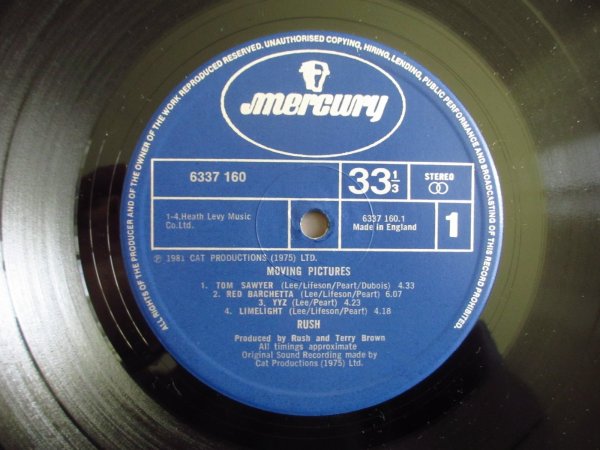 ALL RIGHTS OF THE PRODUCER AND OF THE OWNER OF THE WORK REPRODUCED RESERVED. UNAUTHORISED COPYING, HIRING, LENDING, PUBLIC PERFORMANCE AND BROADCASTING OF THIS RECORD PROHIBITED.
mercury
6337 160
33 1/3
STEREO
1-4.Heath Levy Music
Co.Ltd.
6337 160.1
Made in England
1
℗ 1981 CAT PRODUCTIONS (1975) LTD.
MOVING PICTURES
1. TOM SAWYER (Lee/Lifeson/Peart/Dubois) 4.33
2. RED BARCHETTA (Lee/Lifeson/Peart) 6.07
3. YYZ (Lee/Peart) 4.23
4. LIMELIGHT (Lee/Lifeson/Peart) 4.18
RUSH
Produced by Rush and Terry Brown
All timings approximate
Original Sound Recording made by
Cat Productions (1975) Ltd.